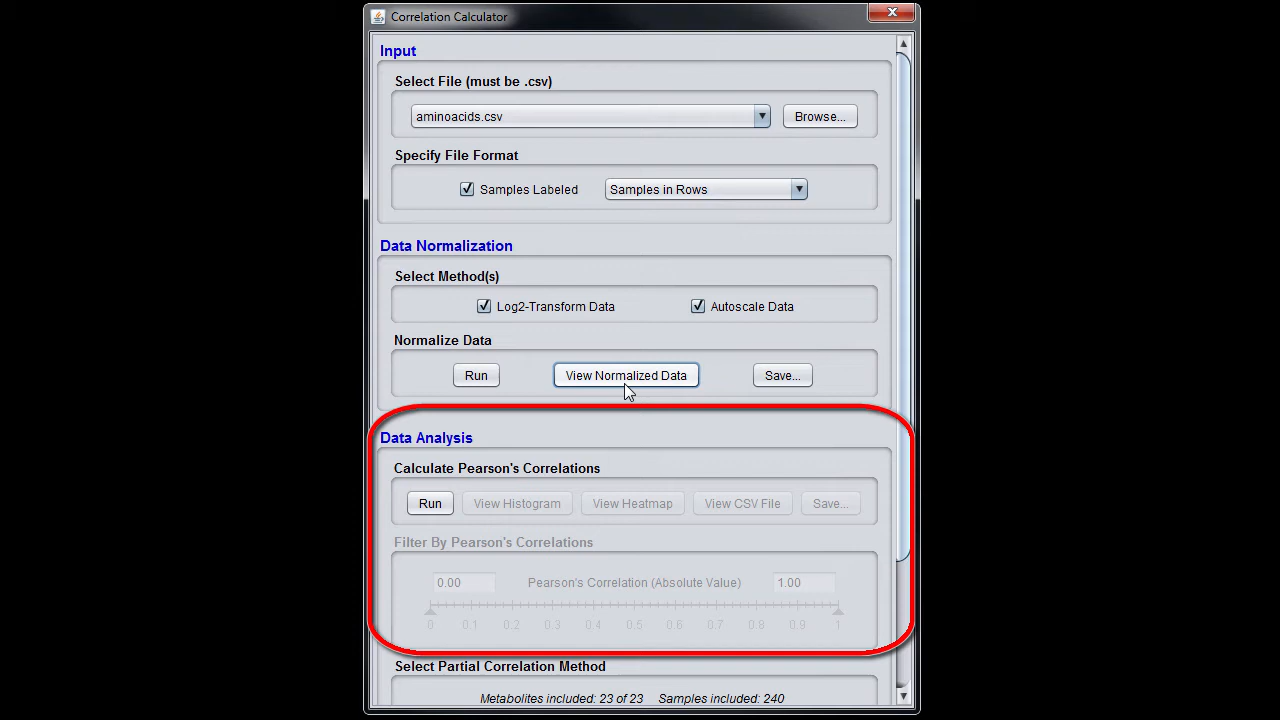 Correlation Calculator
Input
Select File (must be .csv)
aminoacids.csv Browse...
Specify File Format
Samples Labeled Samples in Rows
Data Normalization
Select Method(s)
Log2-Transform Data Autoscale Data
Normalize Data
Run View Normalized Data Save...
Data Analysis
Calculate Pearson's Correlations
Run View Histogram View Heatmap View CSV File Save...
Filter By Pearson's Correlations
0.00 Pearson's Correlation (Absolute Value) 1.00
0 0.1 0.2 0.3 0.4 0.5 0.6 0.7 0.8 0.9 1
Select Partial Correlation Method
Metabolites included: 23 of 23 Samples included: 240